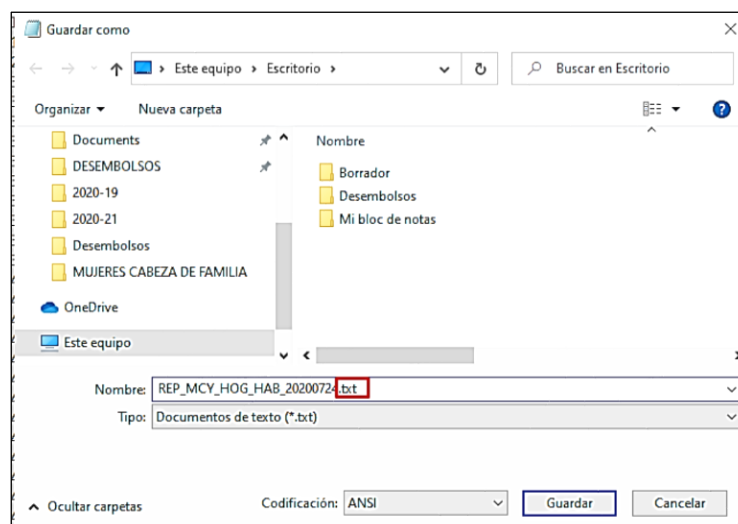 Guardar como
Este equipo > Escritorio >
Buscar en Escritorio
Organizar
Nueva carpeta
Documents
DESEMBOLSOS
2020-19
2020-21
Desembolsos
MUJERES CABEZA DE FAMILIA
OneDrive
Este equipo
Nombre
Borrador
Desembolsos
Mi bloc de notas
Nombre: REP_MCY_HOG_HAB_20200724.txt
Tipo: Documentos de texto (*.txt)
Ocultar carpetas
Codificación: ANSI
Guardar
Cancelar